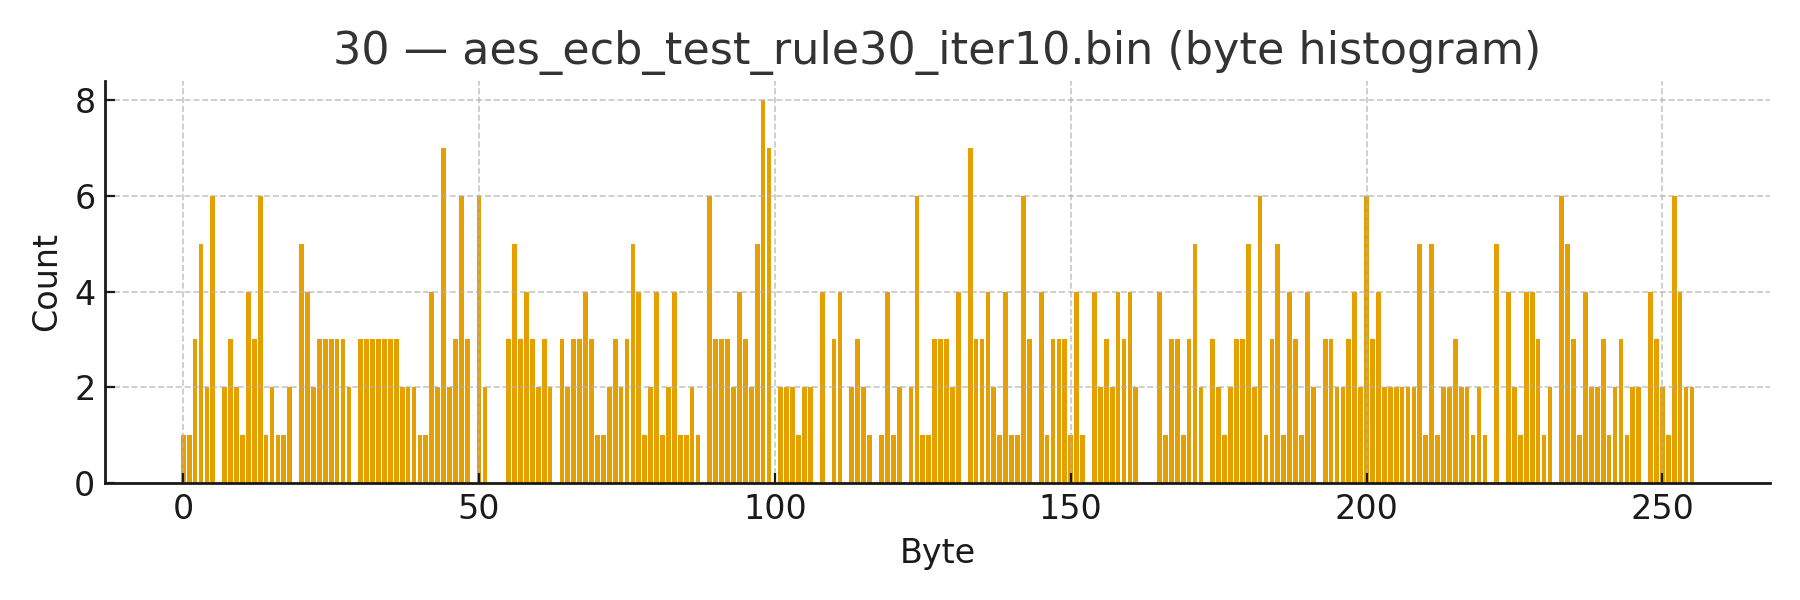 30 — aes_ecb_test_rule30_iter10.bin (byte histogram)
8
6
4
2
0
Count
0 50 100 150 200 250
Byte